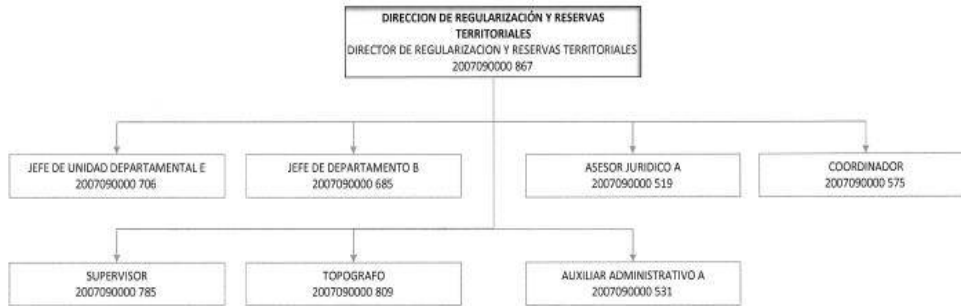 DIRECCION DE REGULARIZACIÓN Y RESERVAS
TERRITORIALES
DIRECTOR DE REGULARIZACION Y RESERVAS TERRITORIALES
2007090000 867
JEFE DE UNIDAD DEPARTAMENTAL E
2007090000 706
JEFE DE DEPARTAMENTO B
2007090000 685
ASESOR JURIDICO A
2007090000 519
COORDINADOR
2007090000 575
SUPERVISOR
2007090000 785
TOPOGRAFO
2007090000 809
AUXILIAR ADMINISTRATIVO A
2007090000 531